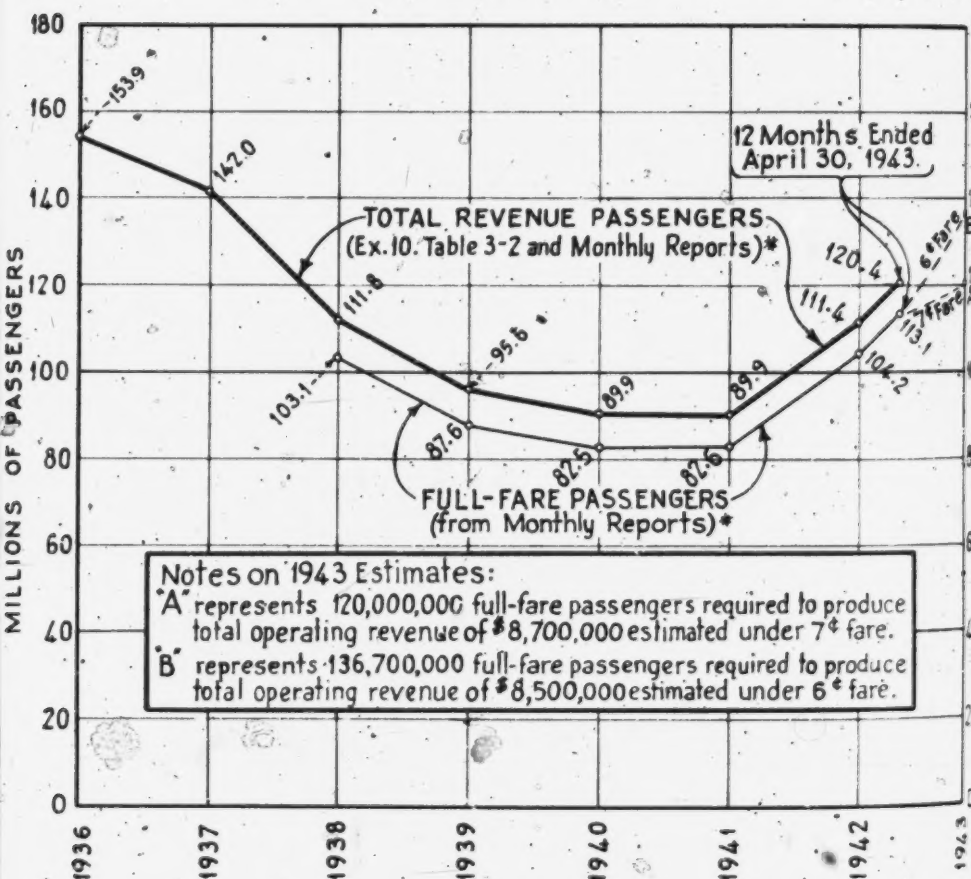 180
160
140
120
100
80
60
40
20
0
MILLIONS OF PASSENGERS
153.9
142.0
111.8
95.6
89.9
89.9
111.4
120.4
12 Months Ended
April 30, 1943.
6¢ Fare
7¢ Fare
TOTAL REVENUE PASSENGERS
(Ex. 10. Table 3-2 and Monthly Reports)*
103.1
87.6
82.5
82.6
104.2
113.1
FULL-FARE PASSENGERS
(from Monthly Reports)*
Notes on 1943 Estimates:
"A" represents 120,000,000 full-fare passengers required to produce
total operating revenue of $8,700,000 estimated under 7¢ fare.
"B" represents 136,700,000 full-fare passengers required to produce
total operating revenue of $8,500,000 estimated under 6¢ fare.
1936
1937
1938
1939
1940
1941
1942
1943